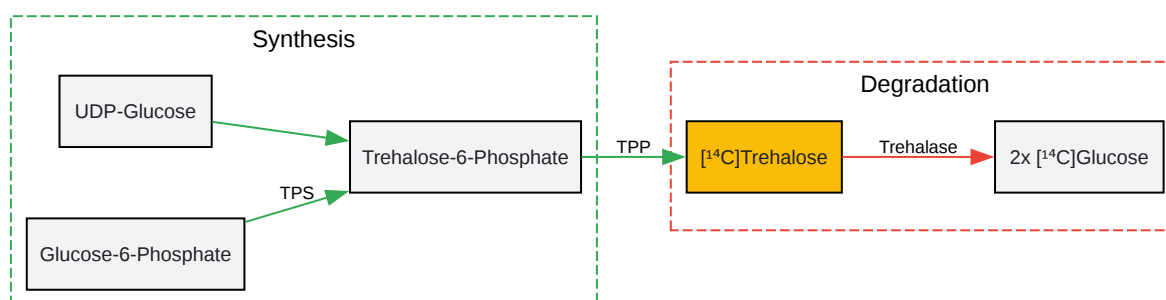 Synthesis
UDP-Glucose
TPS
Glucose-6-Phosphate
Trehalose-6-Phosphate
TPP
Degradation
[¹⁴C]Trehalose
Trehalase
2x [¹⁴C]Glucose